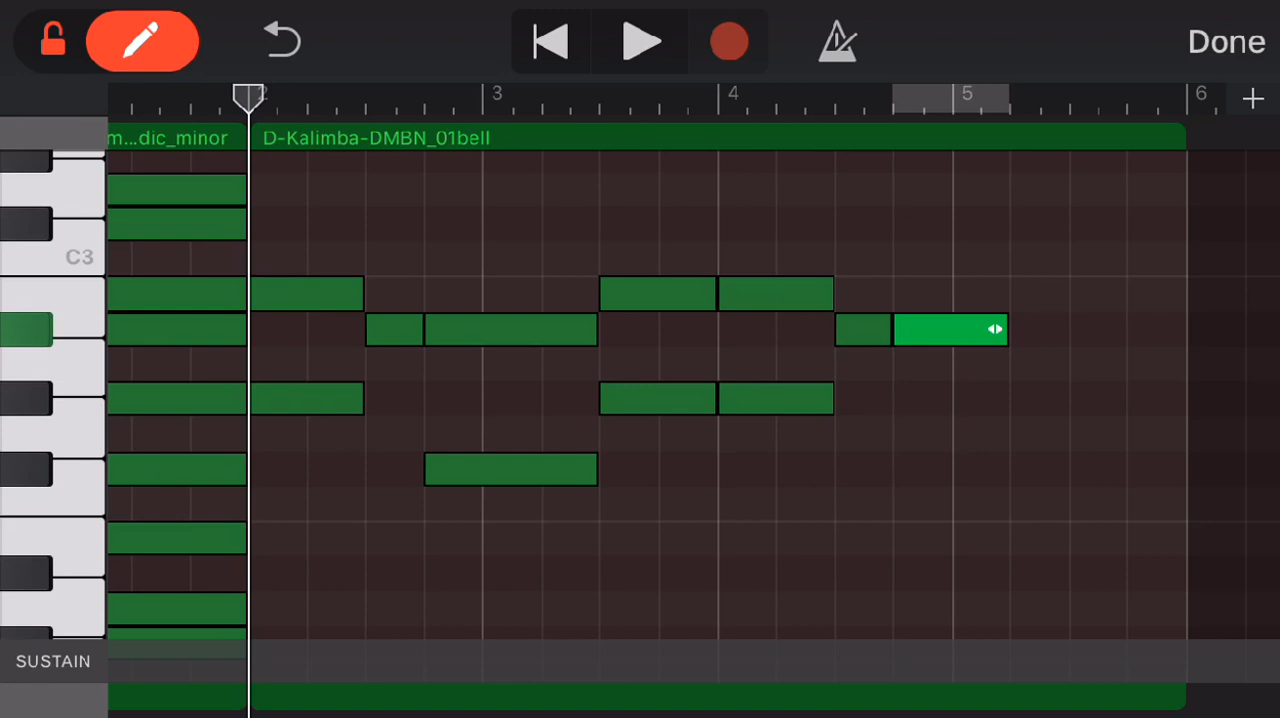 Done
2
3
4
5
6
m...dic_minor
D-Kalimba-DMBN_01bell
C3
SUSTAIN